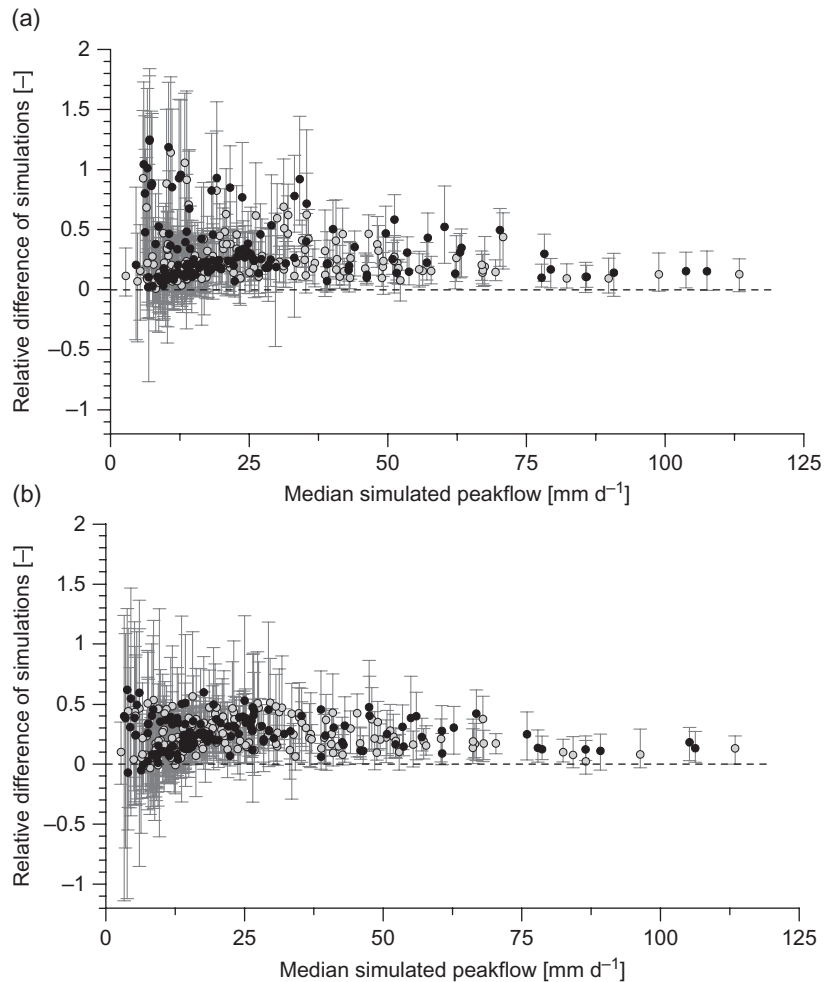 (a)
2
1.5
1
0.5
0
−0.5
−1
Relative difference of simulations [−]
0 25 50 75 100 125
Median simulated peakflow [mm d⁻¹]
(b)
2
1.5
1
0.5
0
−0.5
−1
Relative difference of simulations [−]
0 25 50 75 100 125
Median simulated peakflow [mm d⁻¹]